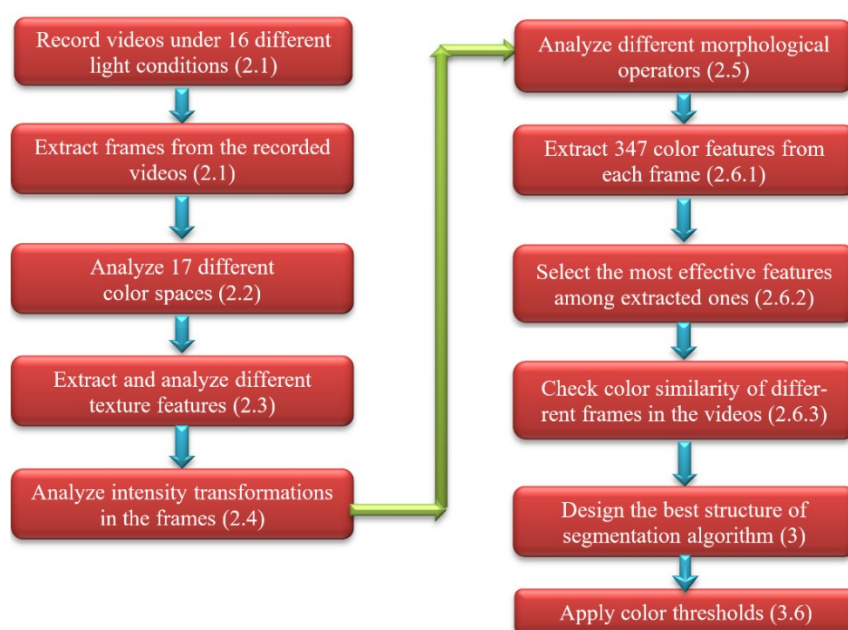 Record videos under 16 different
light conditions (2.1)
Extract frames from the recorded
videos (2.1)
Analyze 17 different
color spaces (2.2)
Extract and analyze different
texture features (2.3)
Analyze intensity transformations
in the frames (2.4)
Analyze different morphological
operators (2.5)
Extract 347 color features from
each frame (2.6.1)
Select the most effective features
among extracted ones (2.6.2)
Check color similarity of differ-
rent frames in the videos (2.6.3)
Design the best structure of
segmentation algorithm (3)
Apply color thresholds (3.6)